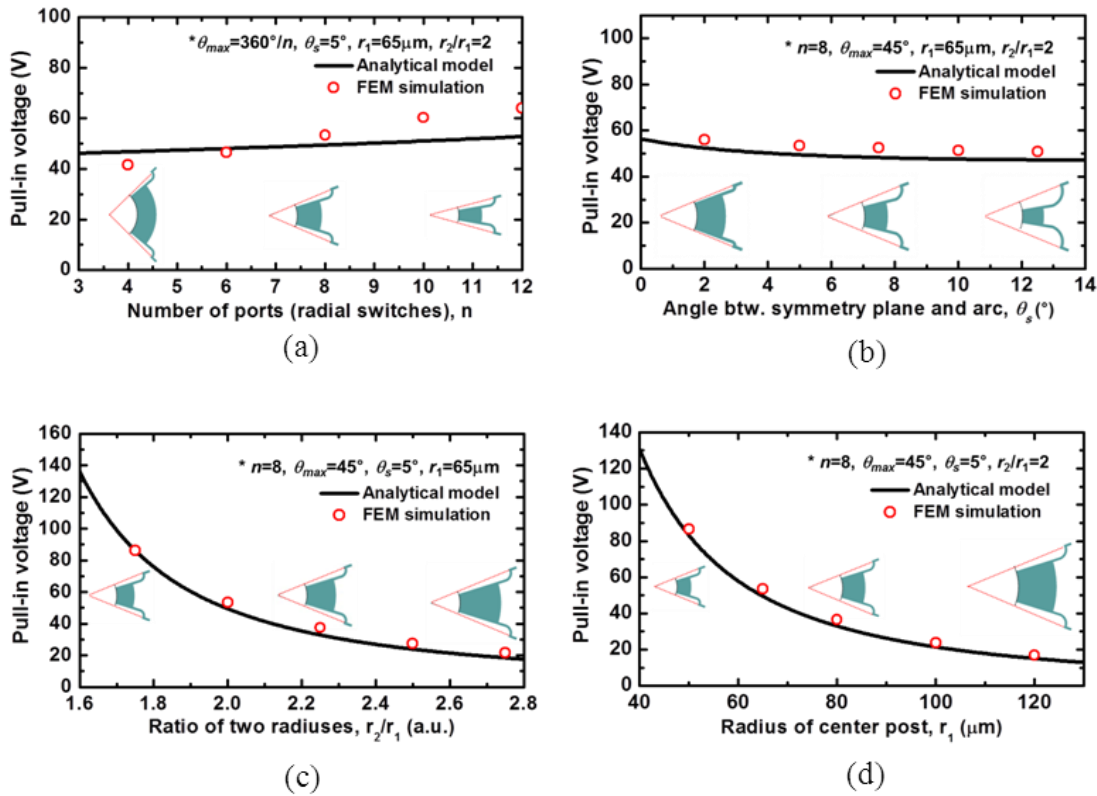 100
80
60
40
20
0
Pull-in voltage (V)
*θmax=360°/n, θs=5°, r1=65μm, r2/r1=2
Analytical model
FEM simulation
3 4 5 6 7 8 9 10 11 12
Number of ports (radial switches), n
(a)
100
80
60
40
20
0
Pull-in voltage (V)
* n=8, θmax=45°, r1=65μm, r2/r1=2
Analytical model
FEM simulation
0 2 4 6 8 10 12 14
Angle btw. symmetry plane and arc, θs(°)
(b)
160
140
120
100
80
60
40
20
0
Pull-in voltage (V)
* n=8, θmax=45°, θs=5°, r1=65μm
Analytical model
FEM simulation
1.6 1.8 2.0 2.2 2.4 2.6 2.8
Ratio of two radiuses, r2/r1 (a.u.)
(c)
140
120
100
80
60
40
20
0
Pull-in voltage (V)
* n=8, θmax=45°, θs=5°, r2/r1=2
Analytical model
FEM simulation
40 60 80 100 120
Radius of center post, r1 (μm)
(d)